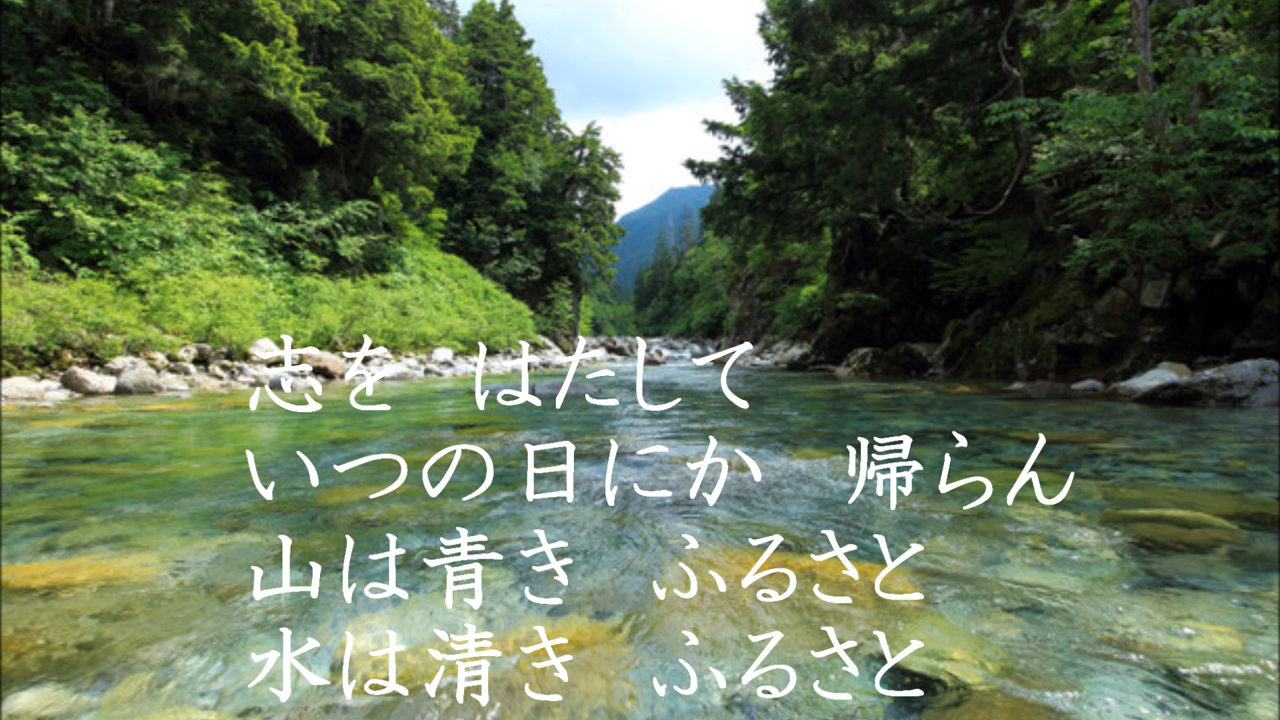 志を　はたして
いつの日にか　帰らん
山は青き　ふるさと
水は清き　ふるさと